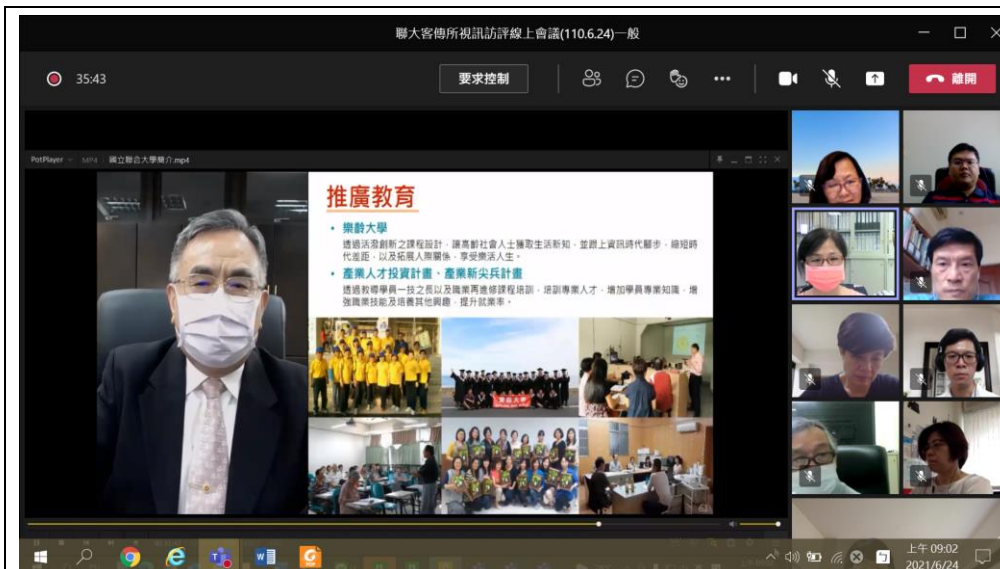 聯大客傳所視訊訪評線上會議(110.6.24)一般
35:43
要求控制
離開
PotPlayer
MP4
國立聯合大學簡介.mp4
推廣教育
• 樂齡大學
透過活潑創新之課程設計，讓高齡社會人士獲取生活新知，並跟上資訊時代腳步，縮短時
代差距，以及拓展人際關係，享受樂活人生。
• 產業人才投資計畫、產業新尖兵計畫
透過教導學員一技之長以及職業再進修課程培訓，培訓專業人才，增加學員專業知識，增
強職業技能及培養其他興趣，提升就業率。
樂齡大學
上午 09:02
2021/6/24